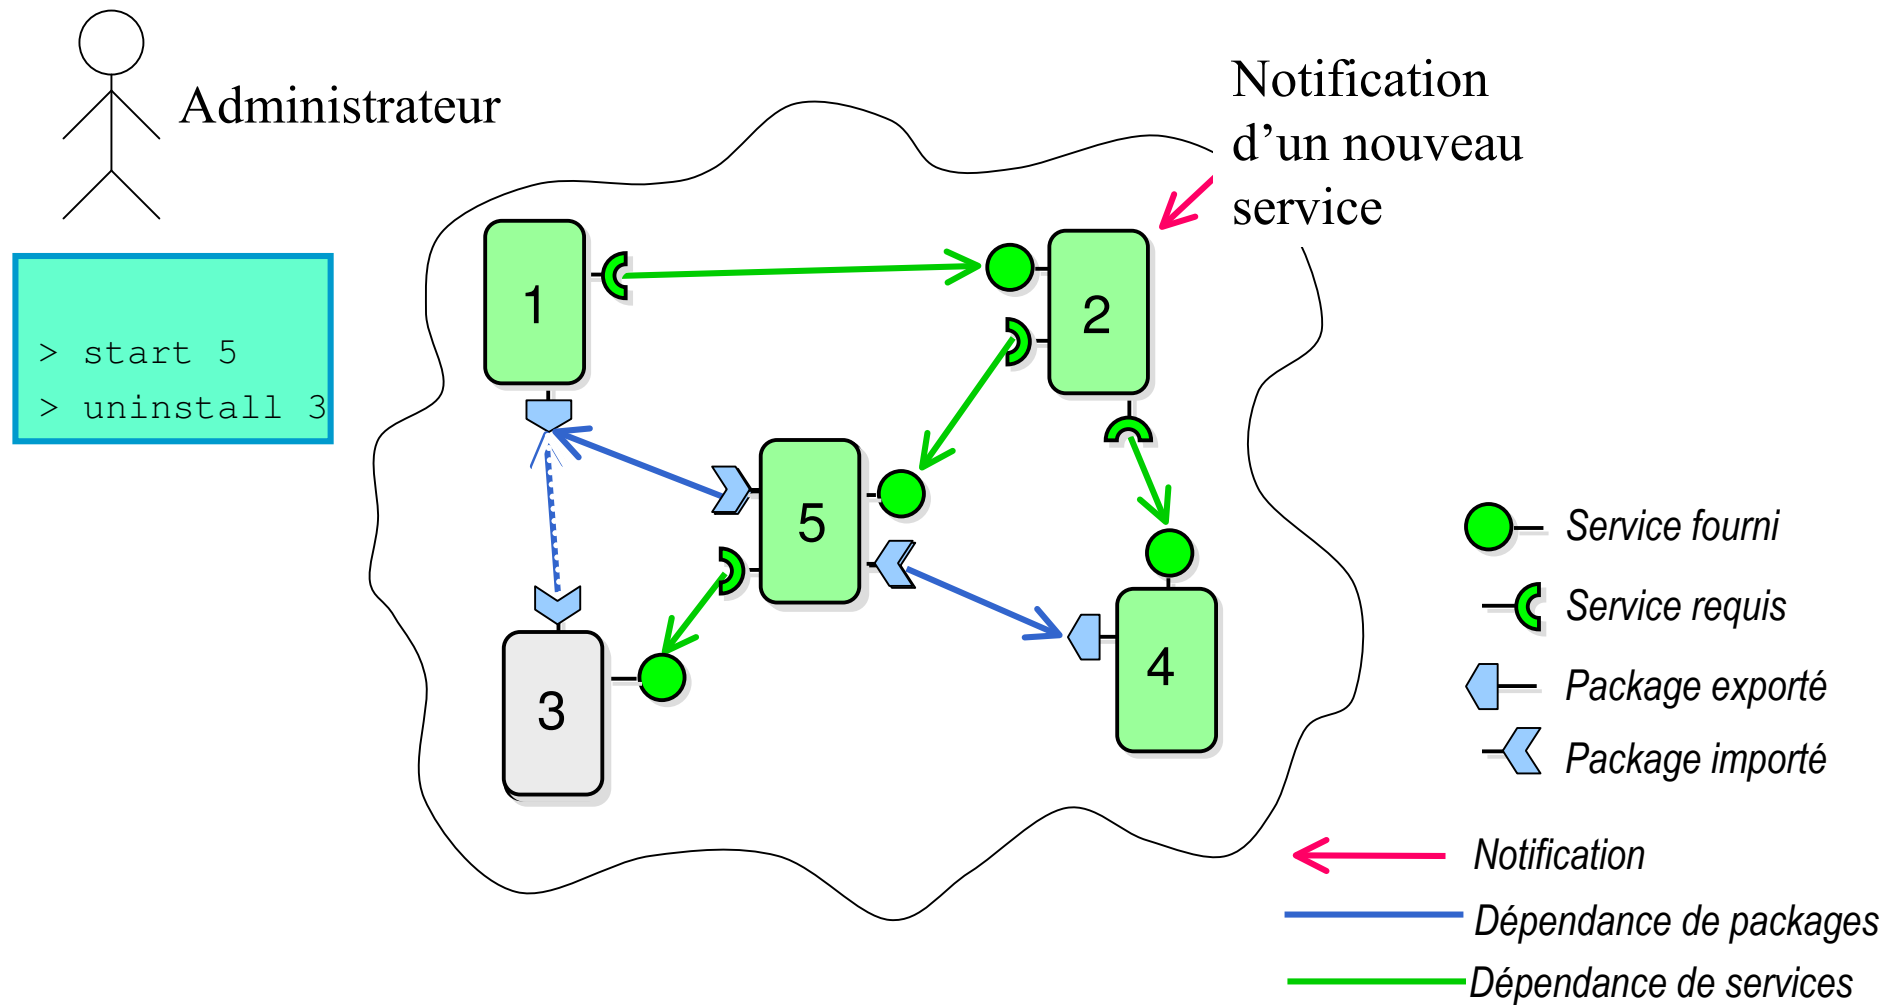 Administrateur
Notification
d’un nouveau
service
> start 5
> uninstall 3
1
2
5
3
4
Service fourni
Service requis
Package exporté
Package importé
Notification
Dépendance de packages
Dépendance de services